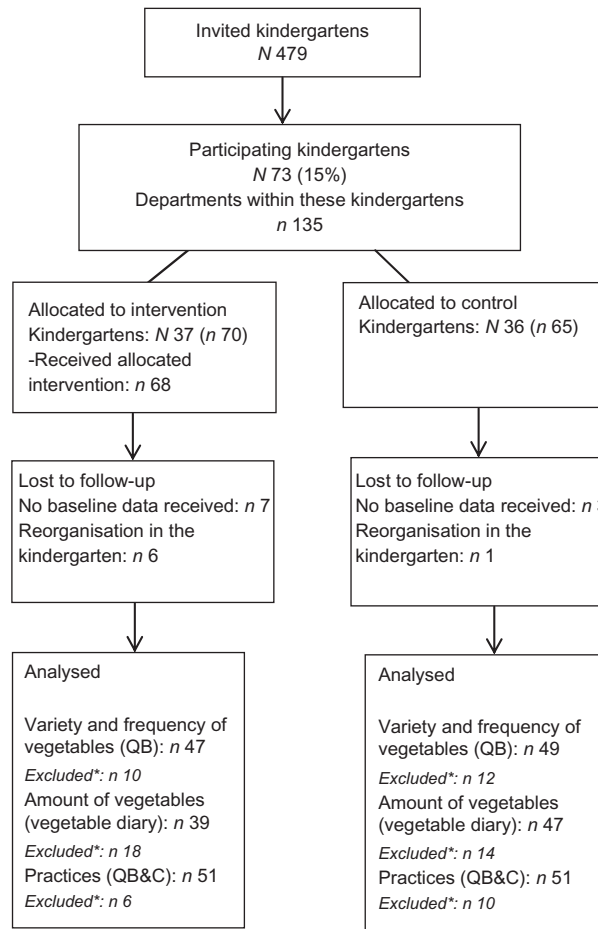 Invited kindergartens
N 479
Participating kindergartens
N 73 (15%)
Departments within these kindergartens
n 135
Allocated to intervention
Kindergartens: N 37 (n 70)
-Received allocated
intervention: n 68
Allocated to control
Kindergartens: N 36 (n 65)
Lost to follow-up
No baseline data received: n 7
Reorganisation in the
kindergarten: n 6
Lost to follow-up
No baseline data received: n
Reorganisation in the
kindergarten: n 1
Analysed
Variety and frequency of
vegetables (QB): n 47
Excluded*: n 10
Amount of vegetables
(vegetable diary): n 39
Excluded*: n 18
Practices (QB&C): n 51
Excluded*: n 6
Analysed
Variety and frequency of
vegetables (QB): n 49
Excluded*: n 12
Amount of vegetables
(vegetable diary): n 47
Excluded*: n 14
Practices (QB&C): n 51
Excluded*: n 10